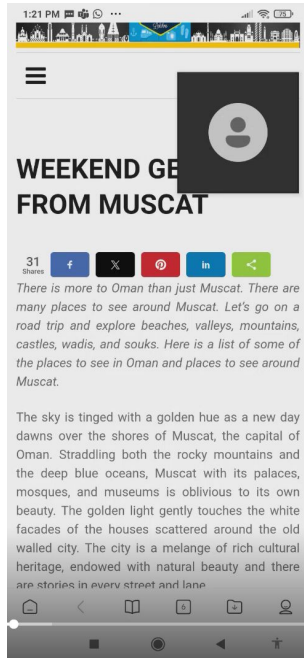 1:21 PM
75
WEEKEND GE
FROM MUSCAT
31
Shares
There is more to Oman than just Muscat. There are
many places to see around Muscat. Let's go on a
road trip and explore beaches, valleys, mountains,
castles, wadis, and souks. Here is a list of some of
the places to see in Oman and places to see around
Muscat.
The sky is tinged with a golden hue as a new day
dawns over the shores of Muscat, the capital of
Oman. Straddling both the rocky mountains and
the deep blue oceans, Muscat with its palaces,
mosques, and museums is oblivious to its own
beauty. The golden light gently touches the white
facades of the houses scattered around the old
walled city. The city is a melange of rich cultural
heritage, endowed with natural beauty and there
are stories in every street and lane
6